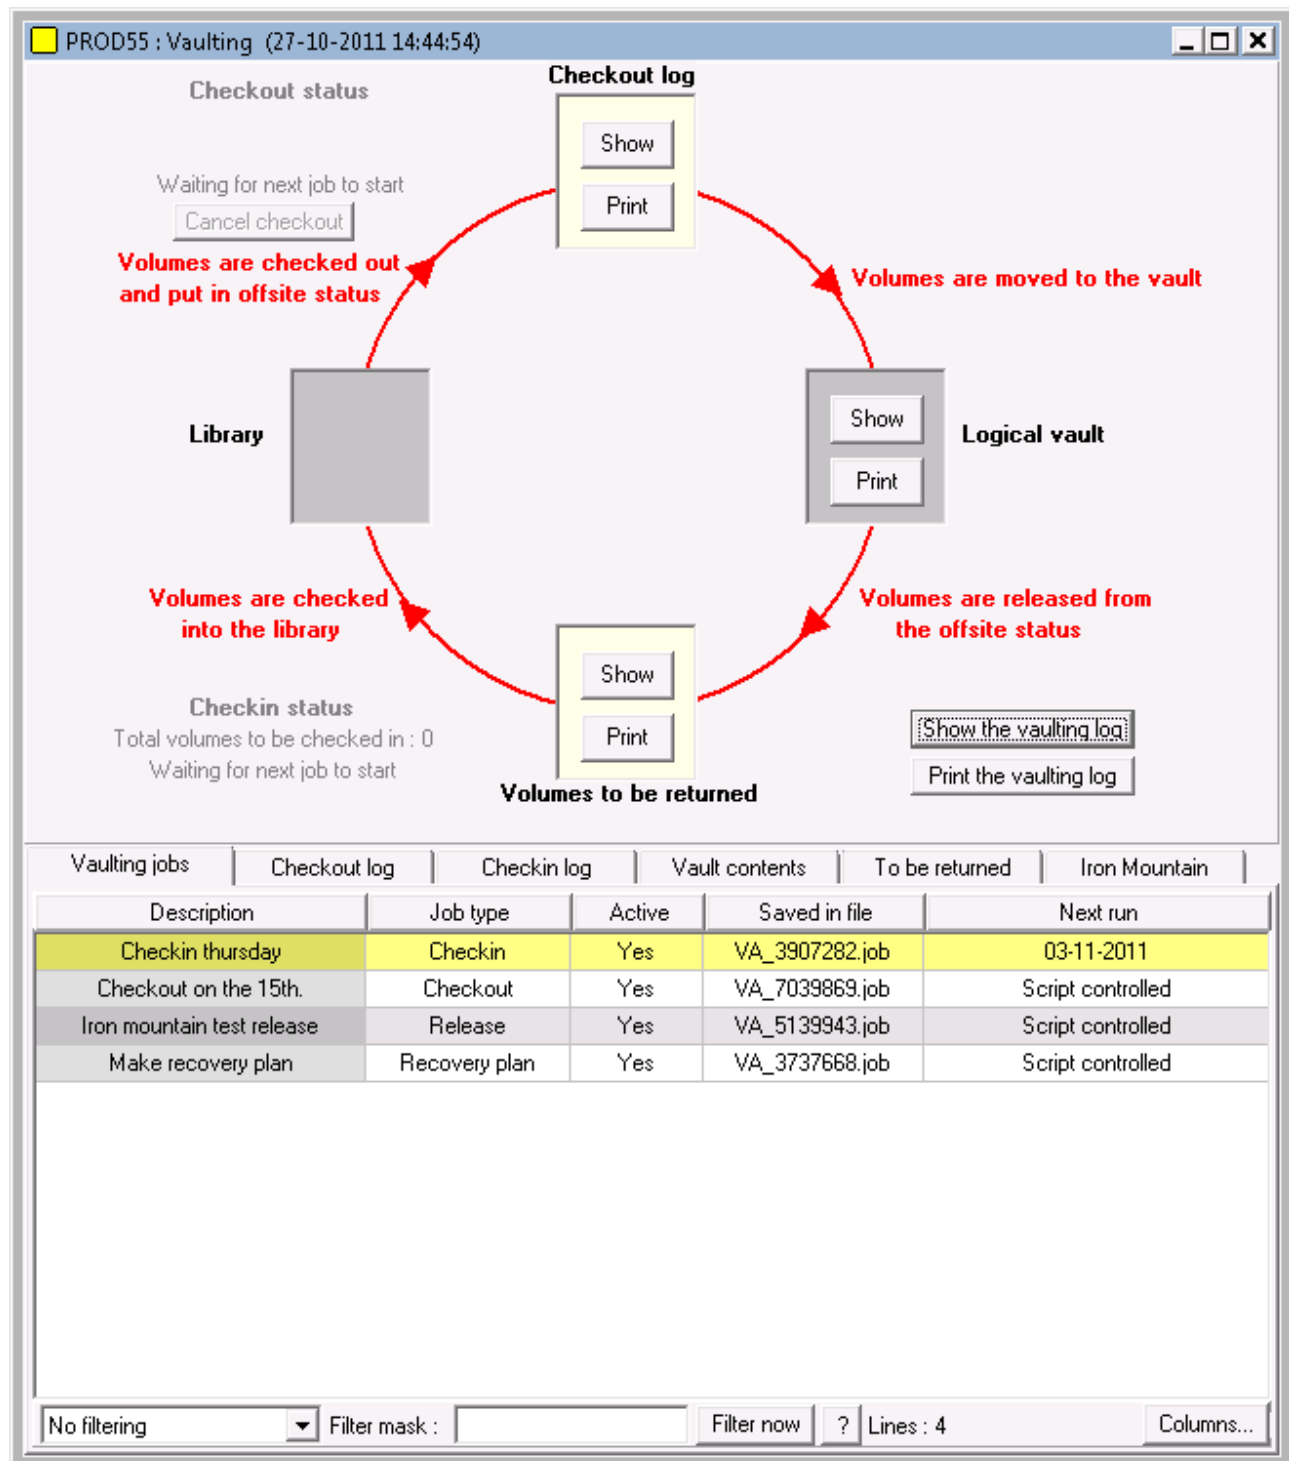 PROD55 : Vaulting (27-10-2011 14:44:54)
Checkout log
Checkout status
Show
Print
Waiting for next job to start
Cancel checkout
Volumes are checked out
and put in offsite status
Volumes are moved to the vault
Library
Show
Print
Logical vault
Volumes are checked
into the library
Volumes are released from
the offsite status
Show
Print
Volumes to be returned
Checkin status
Total volumes to be checked in : 0
Waiting for next job to start
Show the vaulting log
Print the vaulting log
Vaulting jobs Checkout log Checkin log Vault contents To be returned Iron Mountain
Description Job type Active Saved in file Next run
Checkin thursday Checkin Yes VA_3907282.job 03-11-2011
Checkout on the 15th. Checkout Yes VA_7039869.job Script controlled
Iron mountain test release Release Yes VA_5139943.job Script controlled
Make recovery plan Recovery plan Yes VA_3737668.job Script controlled
No filtering Filter mask : Filter now ? Lines : 4 Columns...